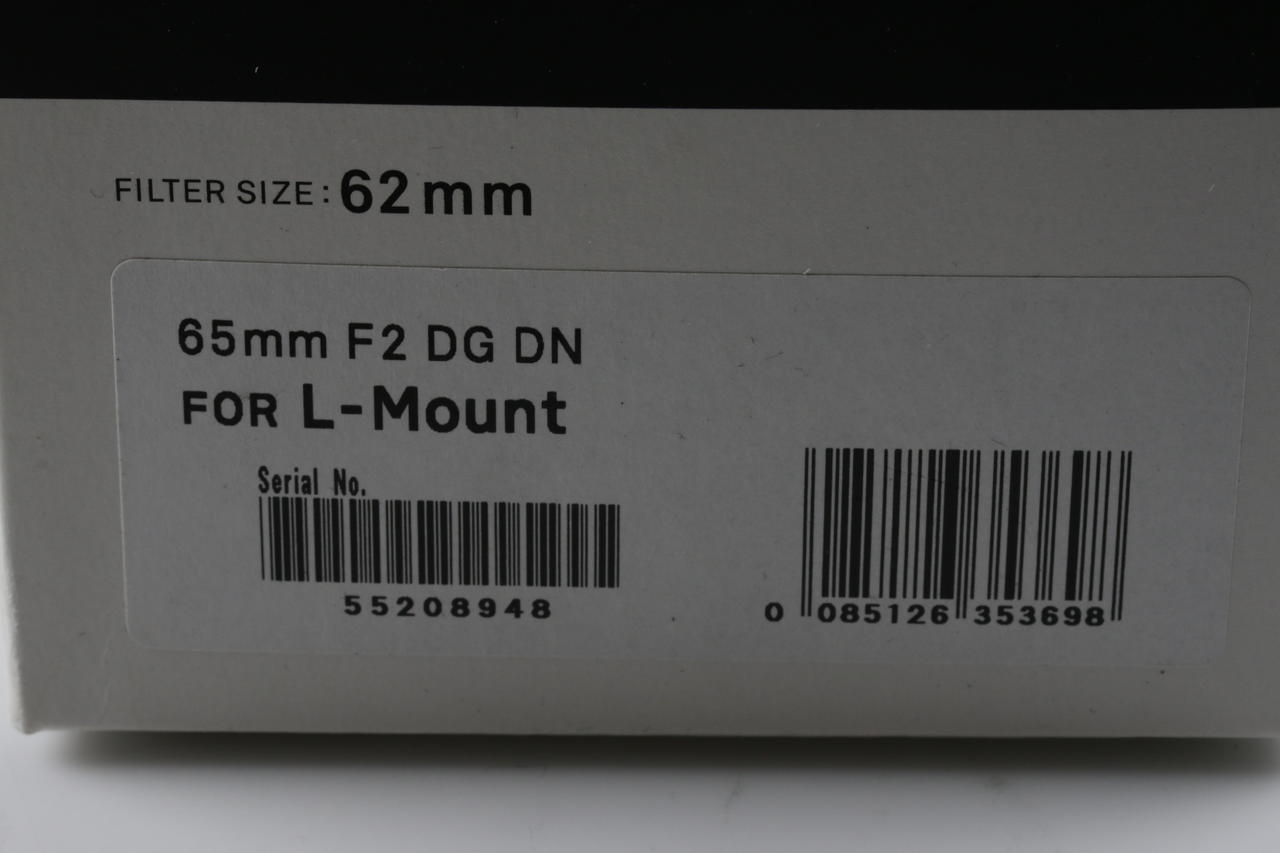 FILTER SIZE: 62mm
65mm F2 DG DN
FOR L-Mount
Serial No.
55208948
0 085126 353698